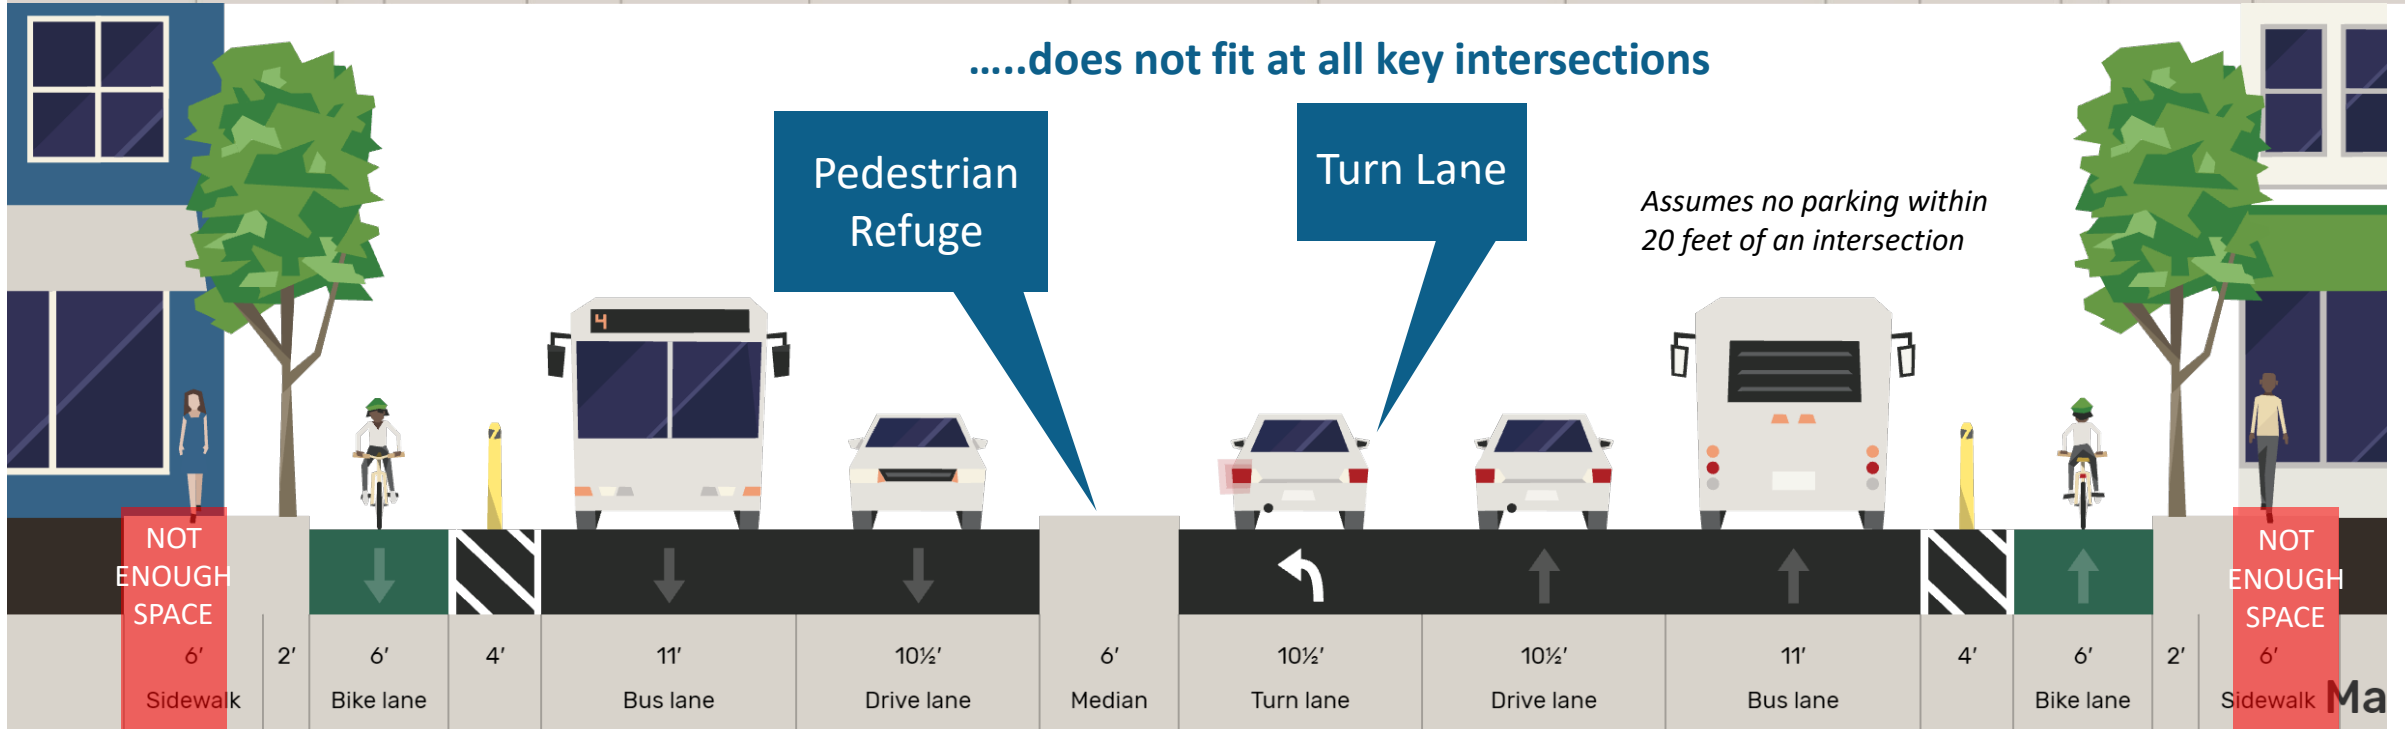 .....does not fit at all key intersections
Pedestrian
Refuge
Turn Lane
Assumes no parking within
20 feet of an intersection
4
NOT
ENOUGH
SPACE
NOT
ENOUGH
SPACE
6' 2' 6' 4' 11' 10½' 6' 10½' 10½' 11' 4' 6' 2' 6'
Sidewalk Bike lane Bus lane Drive lane Median Turn lane Drive lane Bus lane Bike lane Sidewalk Ma